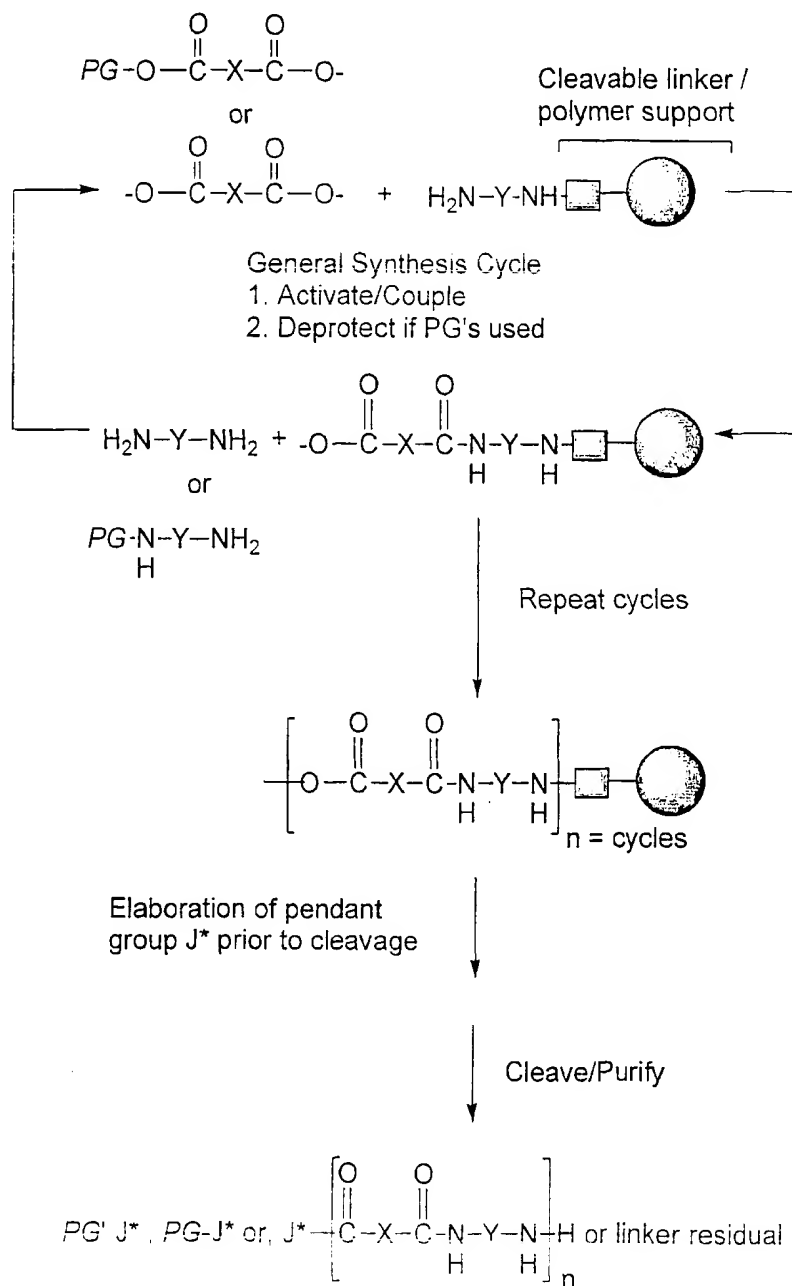 O O
PG-O-C-X-C-O-
or
O O
-O-C-X-C-O- + H₂N-Y-NH
Cleavable linker /
polymer support
General Synthesis Cycle
1. Activate/Couple
2. Deprotect if PG's used
O O
H₂N-Y-NH₂ + -O-C-X-C-N-Y-N
H H
or
PG-N-Y-NH₂
H
Repeat cycles
O O
O-C-X-C-N-Y-N
H H
n = cycles
Elaboration of pendant
group J* prior to cleavage
Cleave/Purify
O O
PG' J* , PG-J* or, J*-C-X-C-N-Y-N-H or linker residual
H H
n